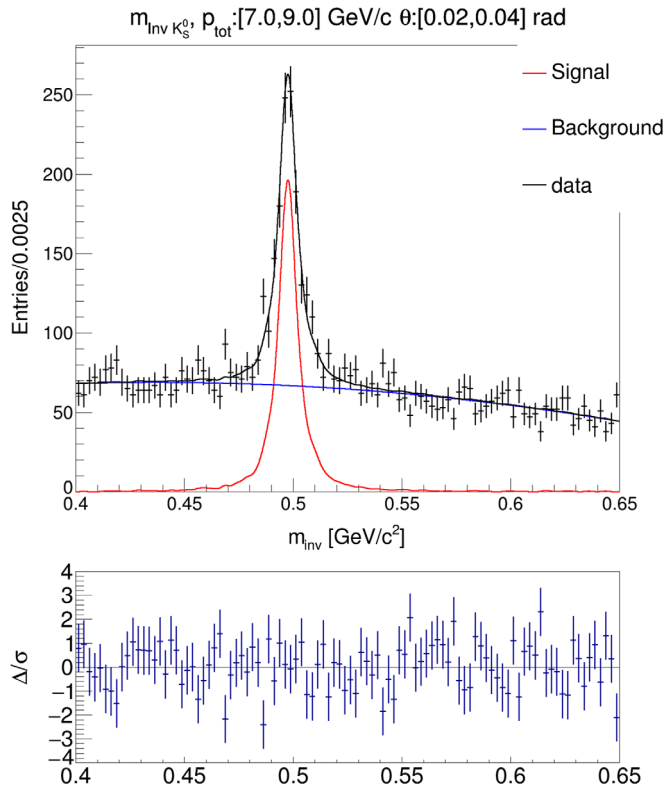 m_Inv K_S^0, p_tot:[7.0,9.0] GeV/c θ:[0.02,0.04] rad
Signal
Background
data
Entries/0.0025
250
200
150
100
50
0
0.4 0.45 0.5 0.55 0.6 0.65
m_inv [GeV/c²]
Δ/σ
4
3
2
1
0
−1
−2
−3
−4
0.4 0.45 0.5 0.55 0.6 0.65